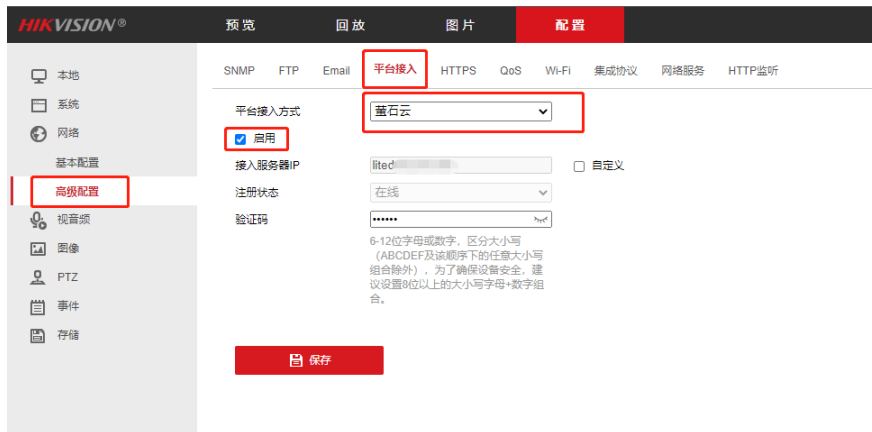 HIKVISION®
预览 回放 图片 配置
本地
系统
网络
基本配置
高级配置
视音频
图像
PTZ
事件
存储
SNMP FTP Email 平台接入 HTTPS QoS Wi-Fi 集成协议 网络服务 HTTP监听
平台接入方式 萤石云
启用
接入服务器IP 自定义
注册状态 在线
验证码 ••••••
6-12位字母或数字，区分大小写
（ABCDEF及该顺序下的任意大小写
组合除外），为了确保设备安全，建
议设置8位以上的大小写字母+数字组
合。
保存